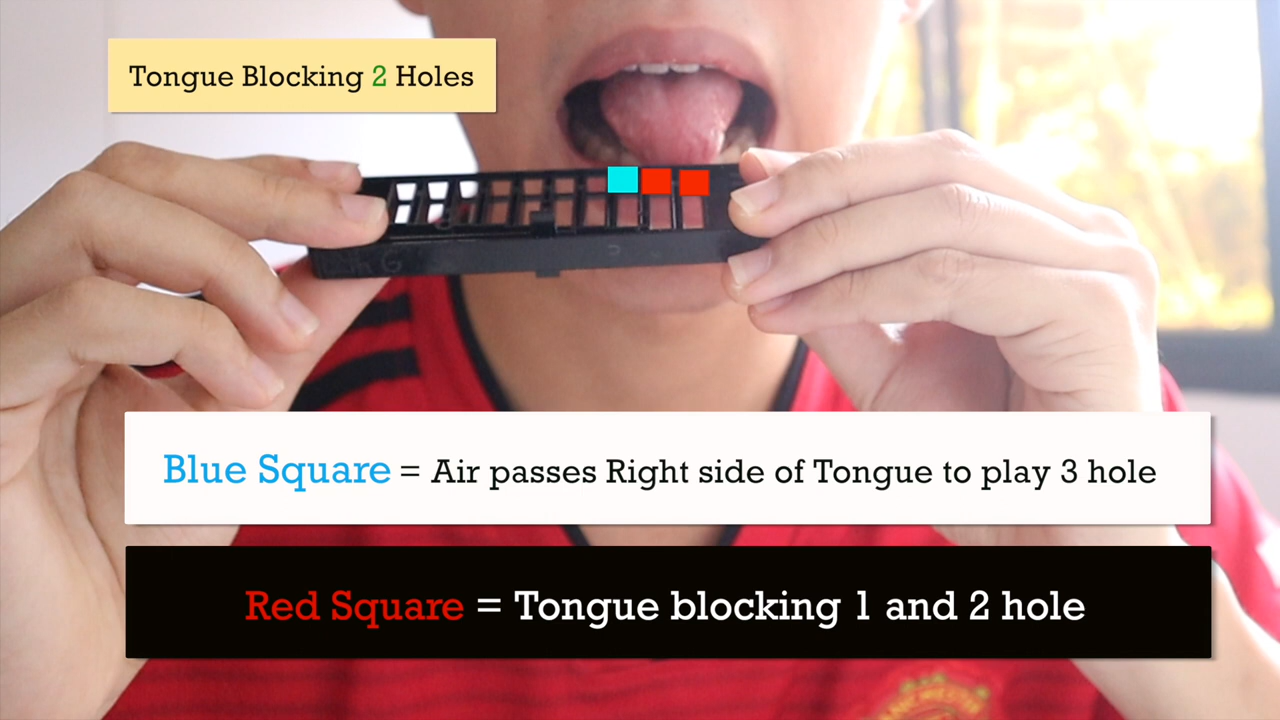 Tongue Blocking 2 Holes
Blue Square = Air passes Right side of Tongue to play 3 hole
Red Square = Tongue blocking 1 and 2 hole